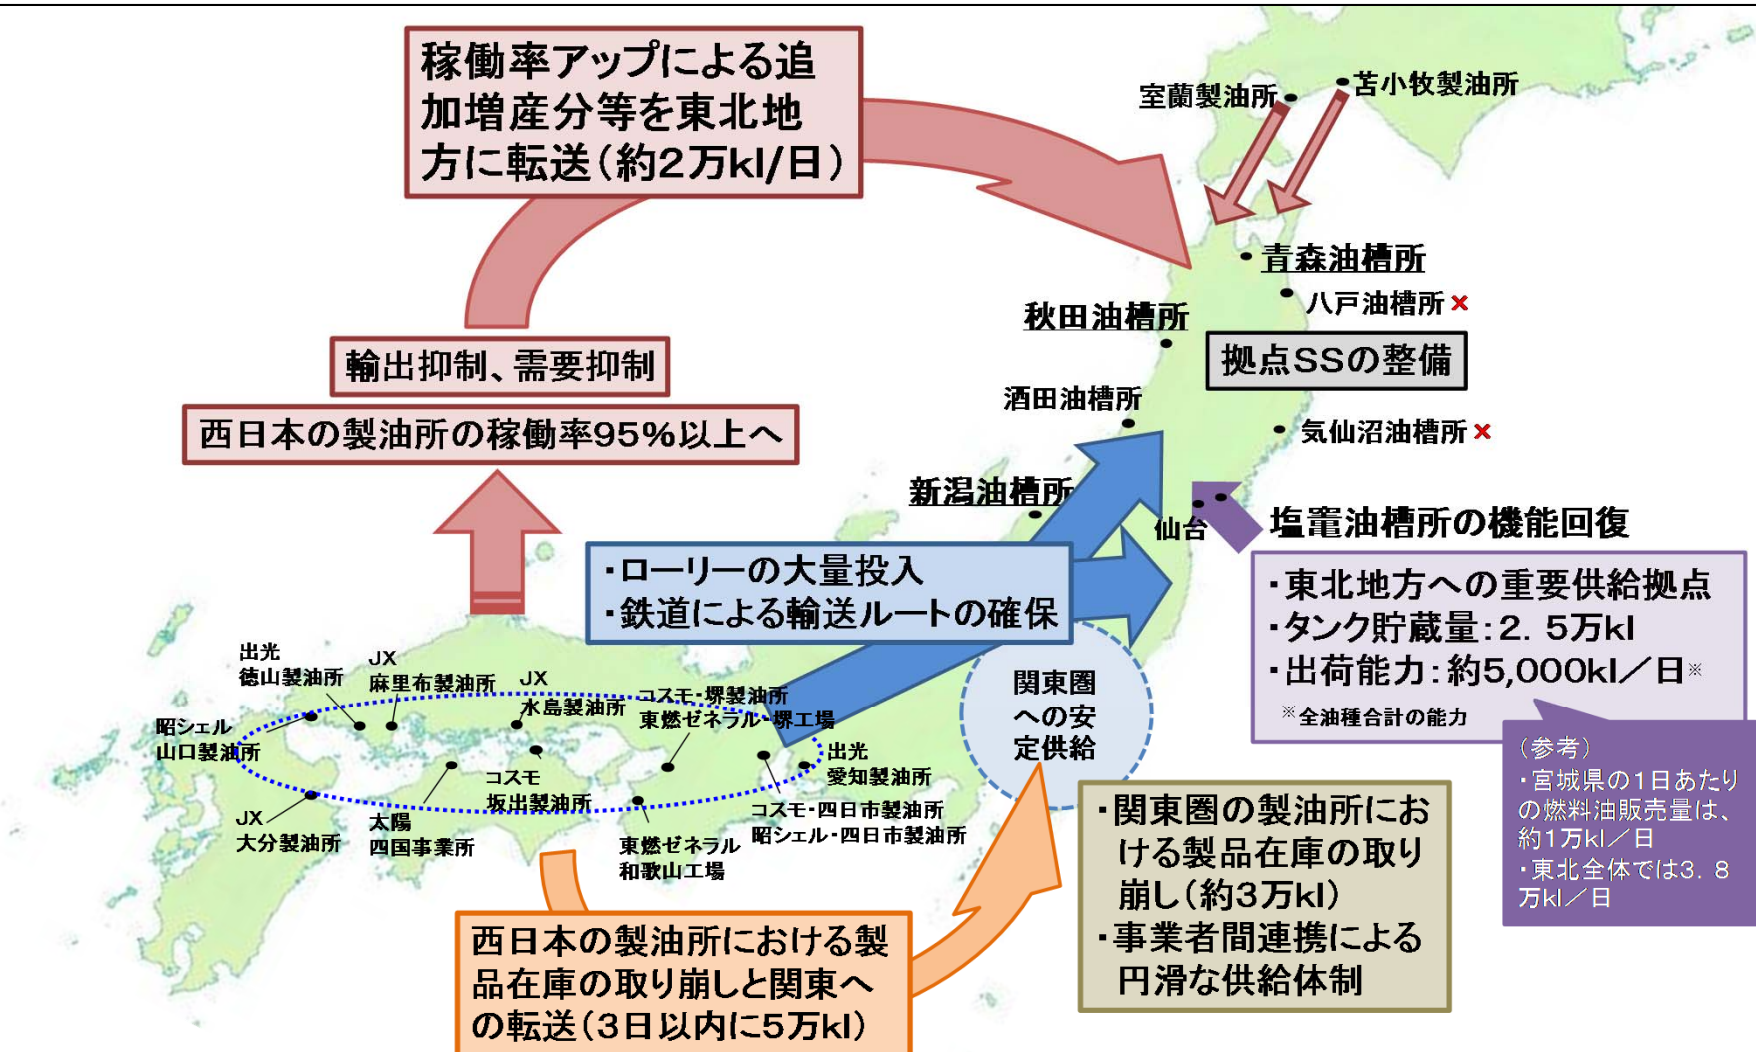 稼働率アップによる追
加増産分等を東北地
方に転送（約2万kl/日）
室蘭製油所
苫小牧製油所
青森油槽所
八戸油槽所×
秋田油槽所
輸出抑制、需要抑制
拠点SSの整備
酒田油槽所
西日本の製油所の稼働率95％以上へ
気仙沼油槽所×
新潟油槽所
仙台
塩竈油槽所の機能回復
・ローリーの大量投入
・鉄道による輸送ルートの確保
・東北地方への重要供給拠点
・タンク貯蔵量：2．5万kl
・出荷能力：約5,000kl／日※
※全油種合計の能力
（参考）
・宮城県の1日あたり
の燃料油販売量は、
約1万kl／日
・東北全体では3．8
万kl／日
関東圏
への安
定供給
出光
徳山製油所
JX
麻里布製油所
JX
水島製油所
コスモ・堺製油所
東燃ゼネラル・堺工場
昭シェル
山口製油所
出光
愛知製油所
コスモ
坂出製油所
JX
大分製油所
太陽
四国事業所
東燃ゼネラル
和歌山工場
コスモ・四日市製油所
昭シェル・四日市製油所
・関東圏の製油所にお
ける製品在庫の取り
崩し（約3万kl）
・事業者間連携による
円滑な供給体制
西日本の製油所における製
品在庫の取り崩しと関東へ
の転送（3日以内に5万kl）